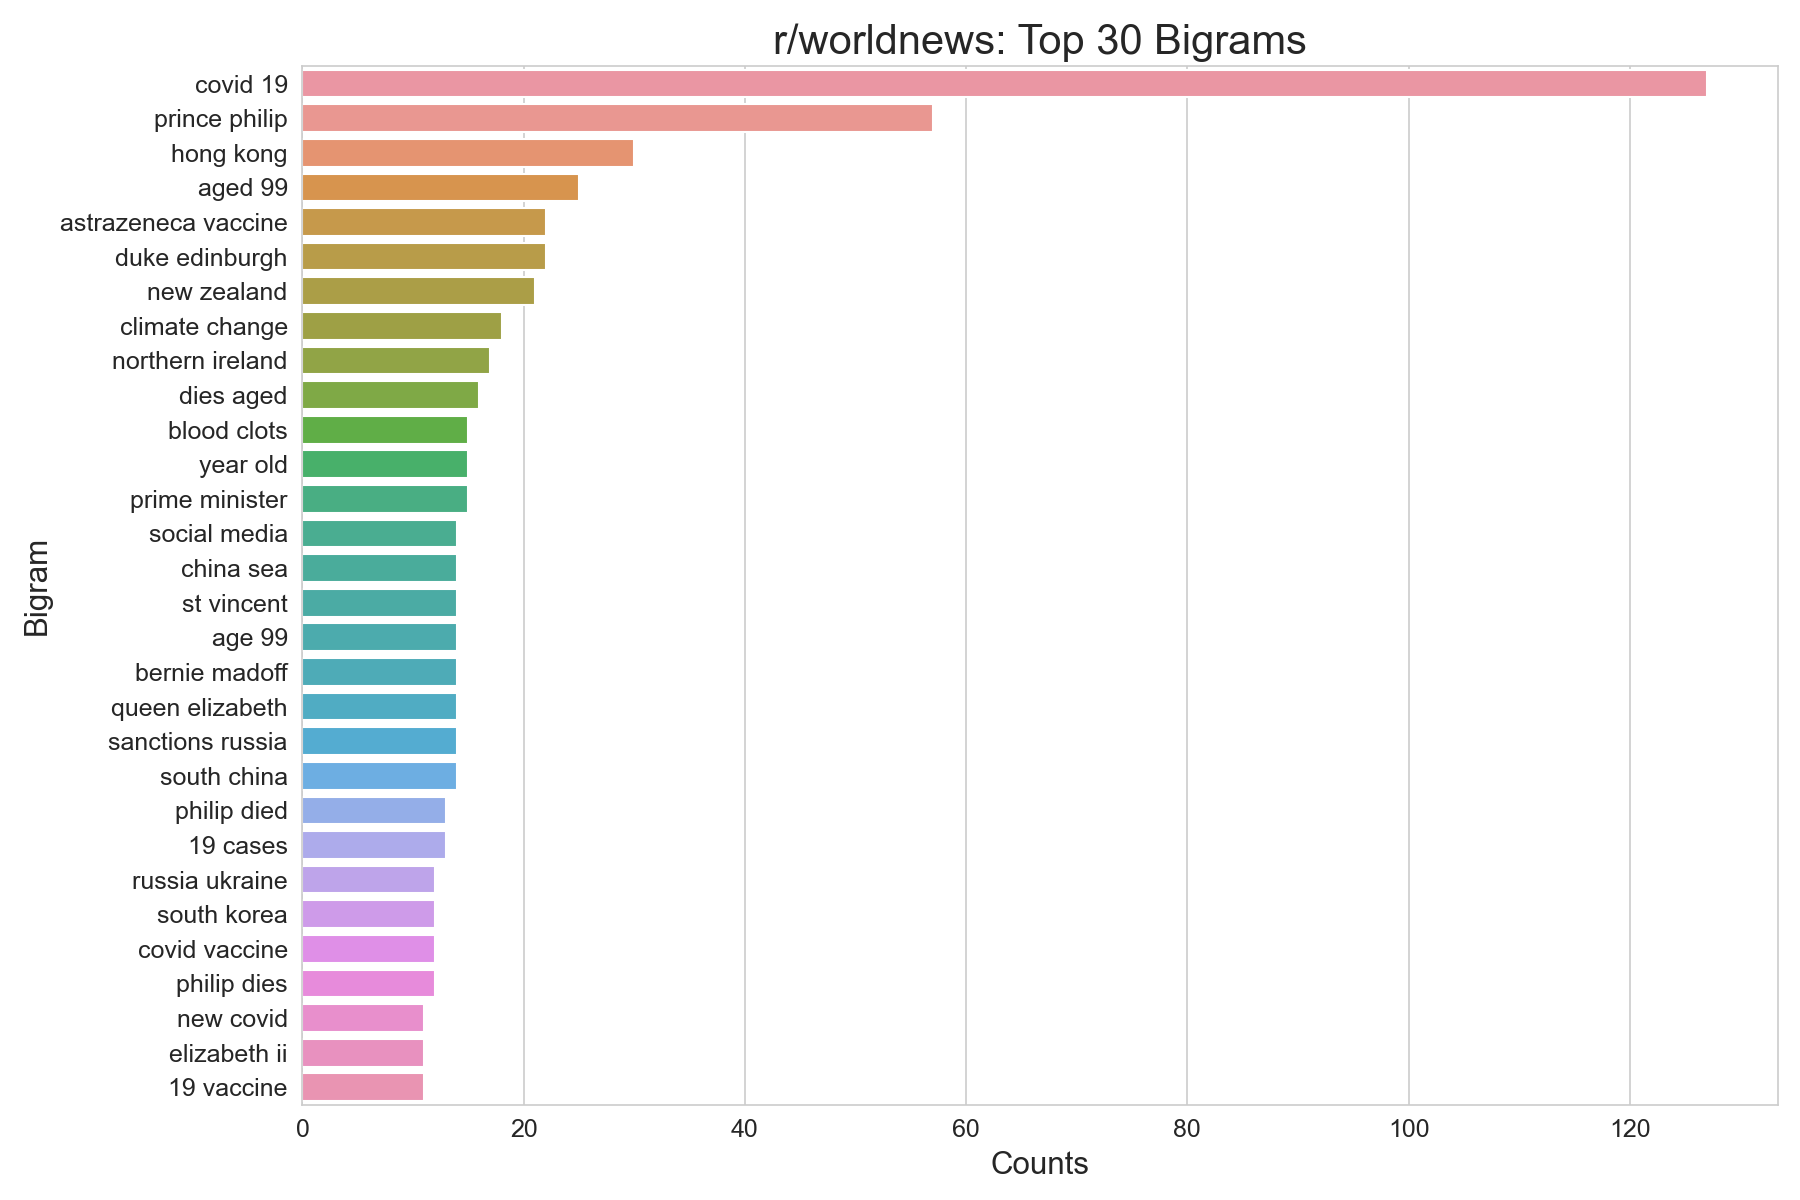 r/worldnews: Top 30 Bigrams
covid 19
prince philip
hong kong
aged 99
astrazeneca vaccine
duke edinburgh
new zealand
climate change
northern ireland
dies aged
blood clots
year old
prime minister
social media
china sea
st vincent
age 99
bernie madoff
queen elizabeth
sanctions russia
south china
philip died
19 cases
russia ukraine
south korea
covid vaccine
philip dies
new covid
elizabeth ii
19 vaccine
Bigram
0 20 40 60 80 100 120
Counts